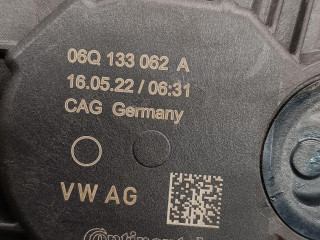 06Q 133 062 A
16.05.22 / 06:31
CAG Germany
VW AG